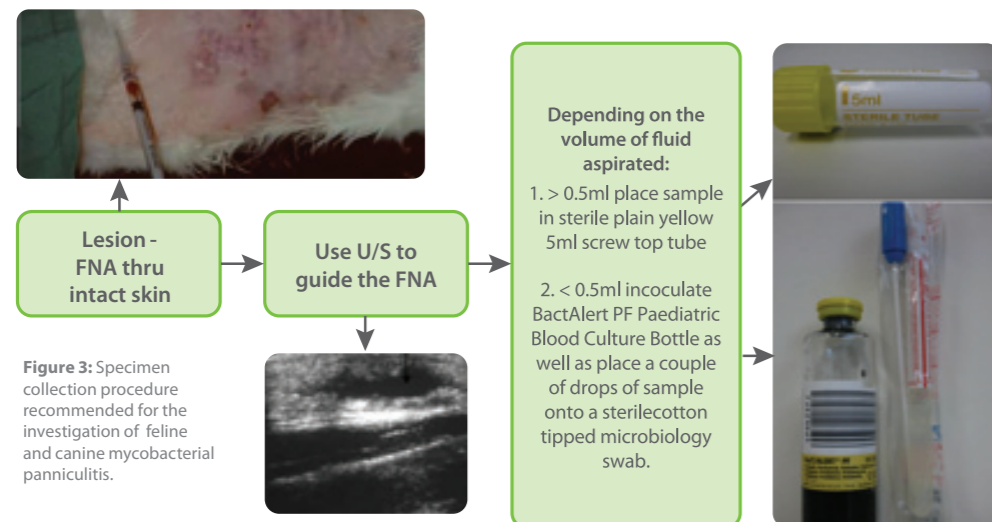 Lesion -
FNA thru
intact skin
Use U/S to
guide the FNA
Depending on the
volume of fluid
aspirated:
1. > 0.5ml place sample
in sterile plain yellow
5ml screw top tube
2. < 0.5ml incoculate
BactAlert PF Paediatric
Blood Culture Bottle as
well as place a couple
of drops of sample
onto a sterilecotton
tipped microbiology
swab.
5ml
STERILE TUBE
Figure 3: Specimen
collection procedure
recommended for the
investigation of feline
and canine mycobacterial
panniculitis.